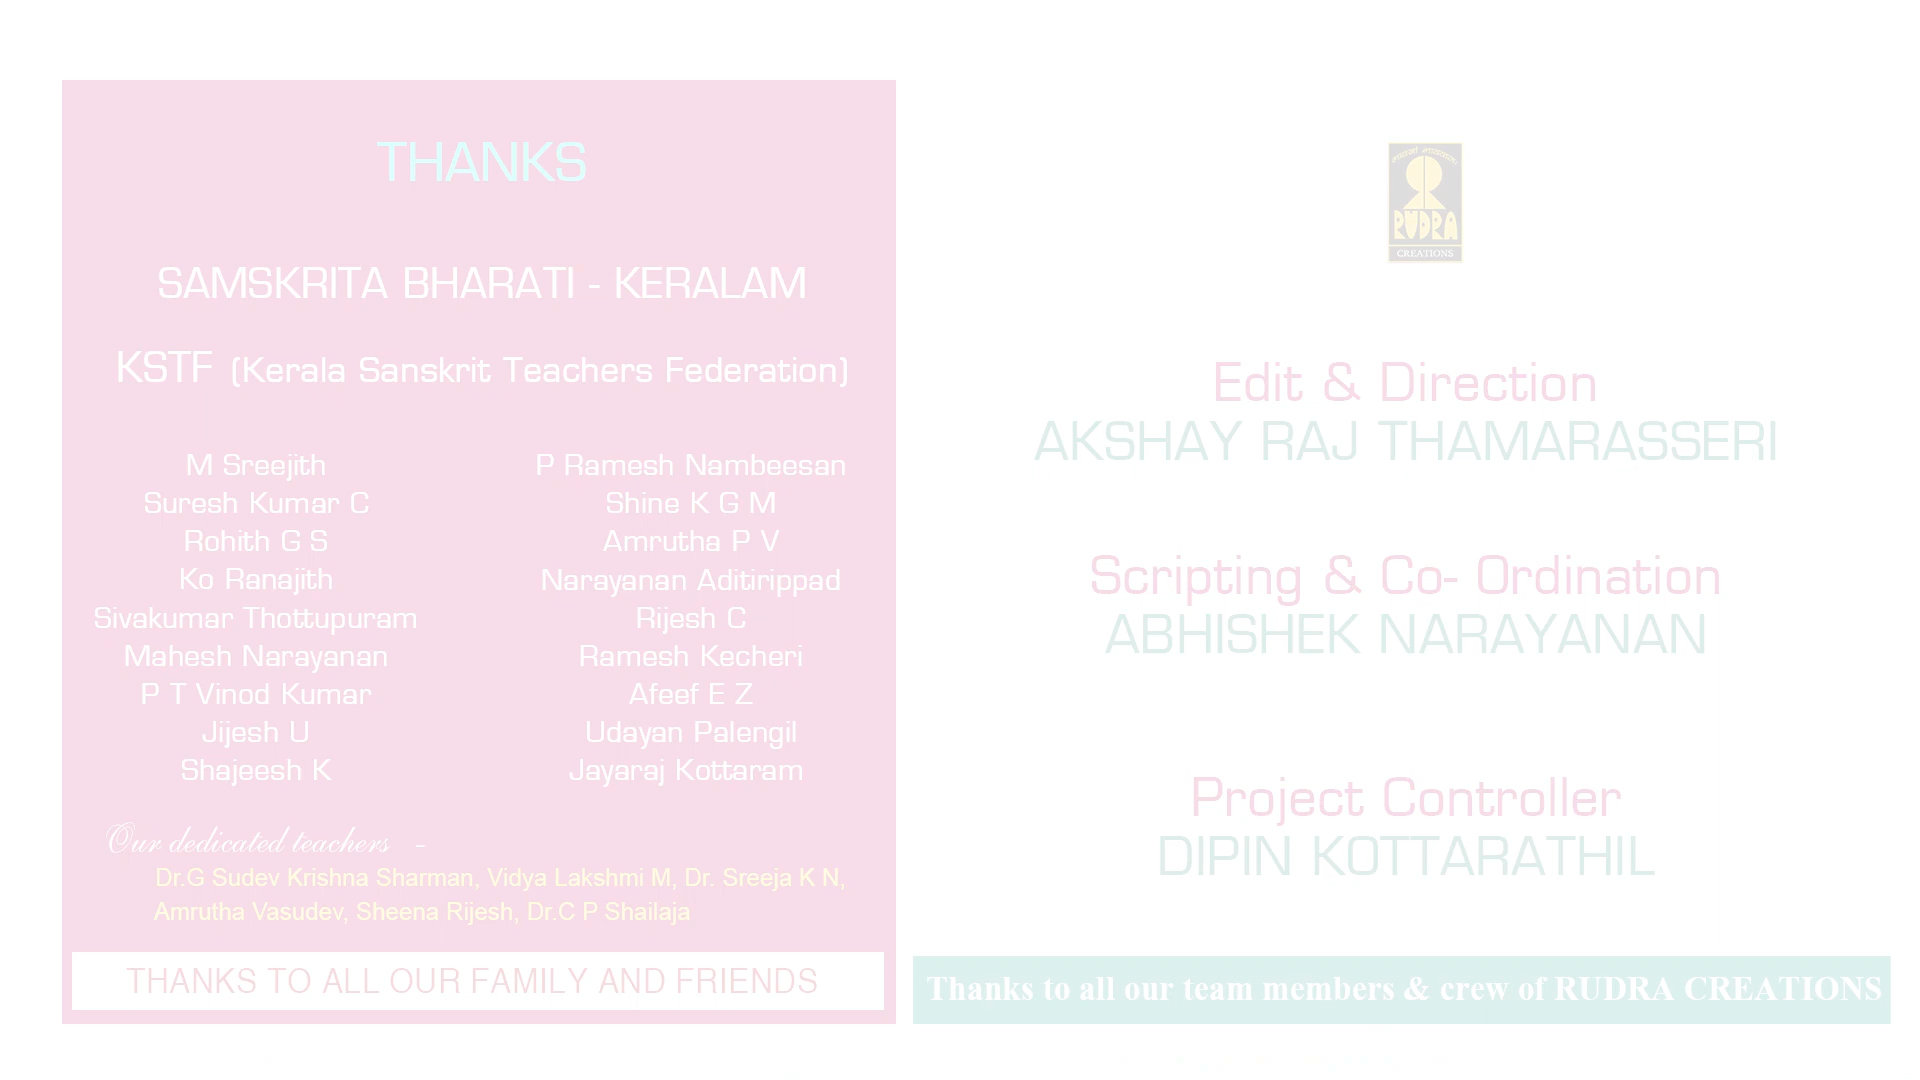 THANKS
SAMSKRITA BHARATI - KERALAM
KSTF (Kerala Sanskrit Teachers Federation)
M Sreejith
Suresh Kumar C
Rohith G S
Ko Ranajith
Sivakumar Thottupuram
Mahesh Narayanan
P T Vinod Kumar
Jijesh U
Shajeesh K
P Ramesh Nambeesan
Shine K G M
Amrutha P V
Narayanan Aditirippad
Rijesh C
Ramesh Kecheri
Afeef E Z
Udayan Palengil
Jayaraj Kottaram
Our dedicated teachers -
Dr.G Sudev Krishna Sharman, Vidya Lakshmi M, Dr. Sreeja K N,
Amrutha Vasudev, Sheena Rijesh, Dr.C P Shailaja
THANKS TO ALL OUR FAMILY AND FRIENDS
RUDRA
CREATIONS
Edit & Direction
AKSHAY RAJ THAMARASSERI
Scripting & Co- Ordination
ABHISHEK NARAYANAN
Project Controller
DIPIN KOTTARATHIL
Thanks to all our team members & crew of RUDRA CREATIONS